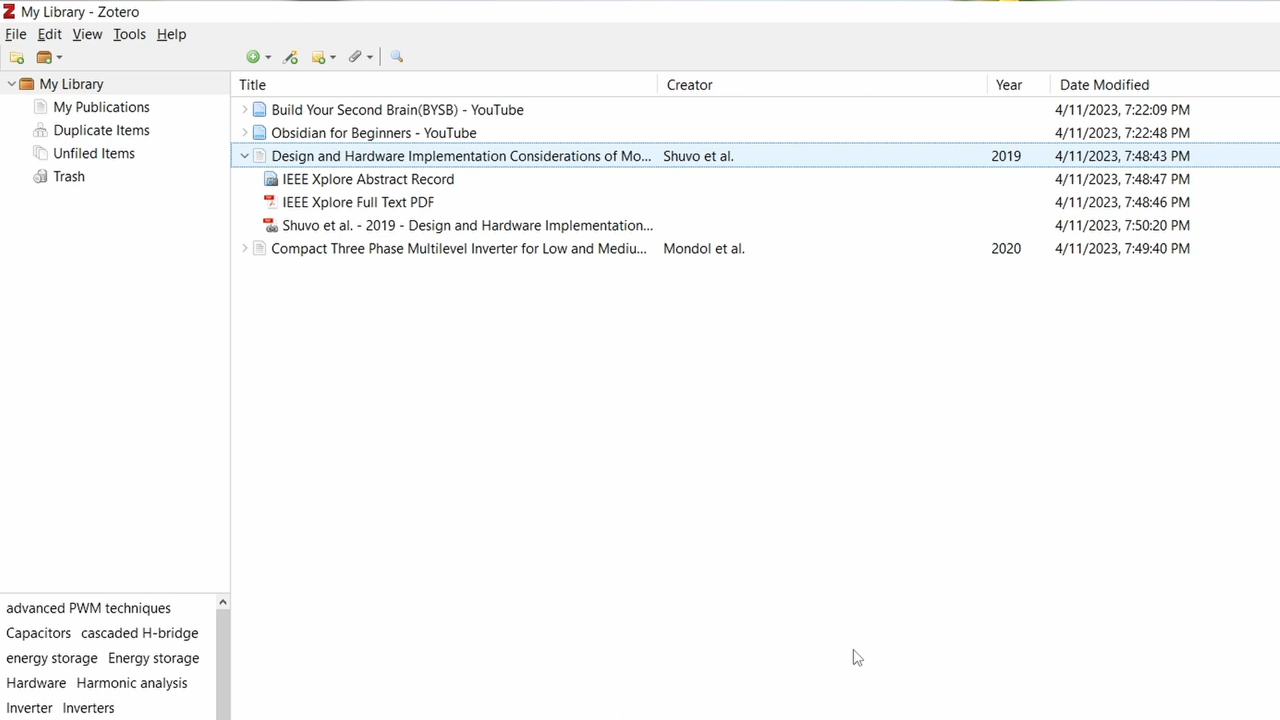 My Library - Zotero
File Edit View Tools Help
My Library
My Publications
Duplicate Items
Unfiled Items
Trash
Title Creator Year Date Modified
Build Your Second Brain(BYSB) - YouTube 4/11/2023, 7:22:09 PM
Obsidian for Beginners - YouTube 4/11/2023, 7:22:48 PM
Design and Hardware Implementation Considerations of Mo... Shuvo et al. 2019 4/11/2023, 7:48:43 PM
IEEE Xplore Abstract Record 4/11/2023, 7:48:47 PM
IEEE Xplore Full Text PDF 4/11/2023, 7:48:46 PM
Shuvo et al. - 2019 - Design and Hardware Implementation... 4/11/2023, 7:50:20 PM
Compact Three Phase Multilevel Inverter for Low and Mediu... Mondol et al. 2020 4/11/2023, 7:49:40 PM
advanced PWM techniques
Capacitors cascaded H-bridge
energy storage Energy storage
Hardware Harmonic analysis
Inverter Inverters